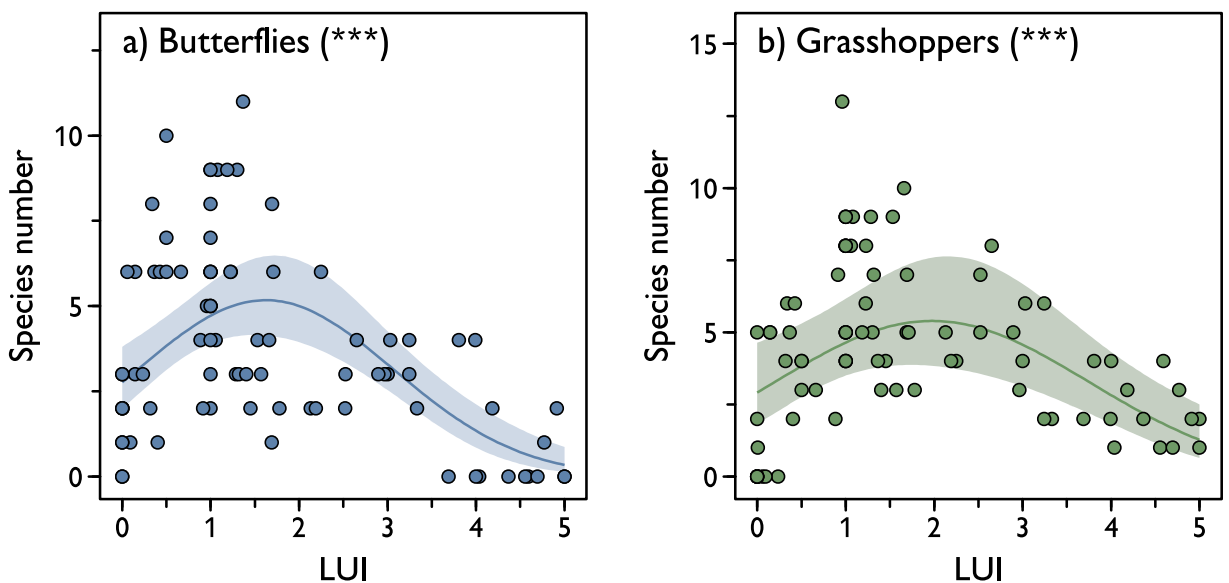 a) Butterflies (***)
10
5
0
Species number
0 1 2 3 4 5
LUI
b) Grasshoppers (***)
15
10
5
0
Species number
0 1 2 3 4 5
LUI